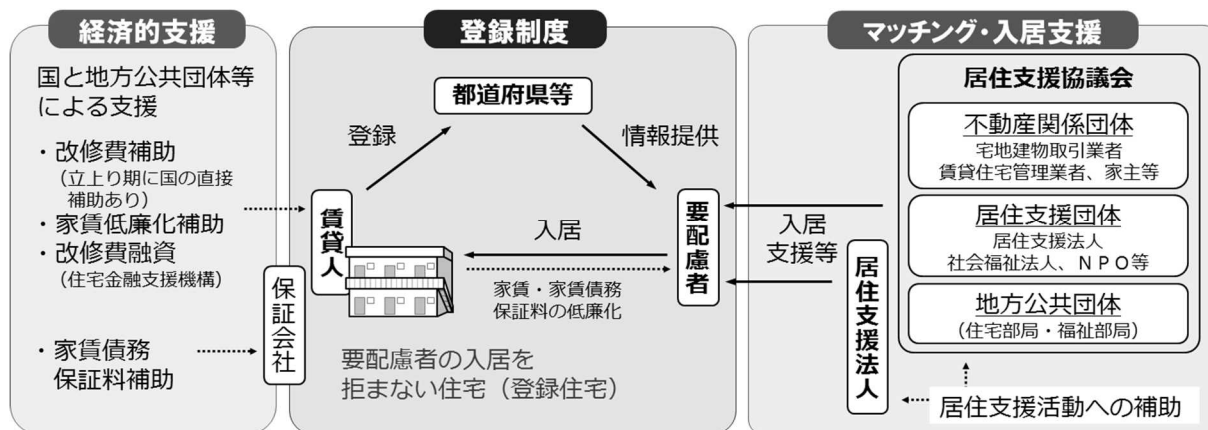 経済的支援
国と地方公共団体等
による支援
・改修費補助
(立上り期に国の直接
補助あり)
・家賃低廉化補助
・改修費融資
(住宅金融支援機構)
・家賃債務
保証料補助
保証会社
登録制度
都道府県等
登録
情報提供
賃貸人
要配慮者
入居
家賃・家賃債務
保証料の低廉化
要配慮者の入居を
拒まない住宅(登録住宅)
マッチング・入居支援
入居
支援等
居住支援法人
居住支援協議会
不動産関係団体
宅地建物取引業者
賃貸住宅管理業者、家主等
居住支援団体
居住支援法人
社会福祉法人、NPO等
地方公共団体
(住宅部局・福祉部局)
居住支援活動への補助